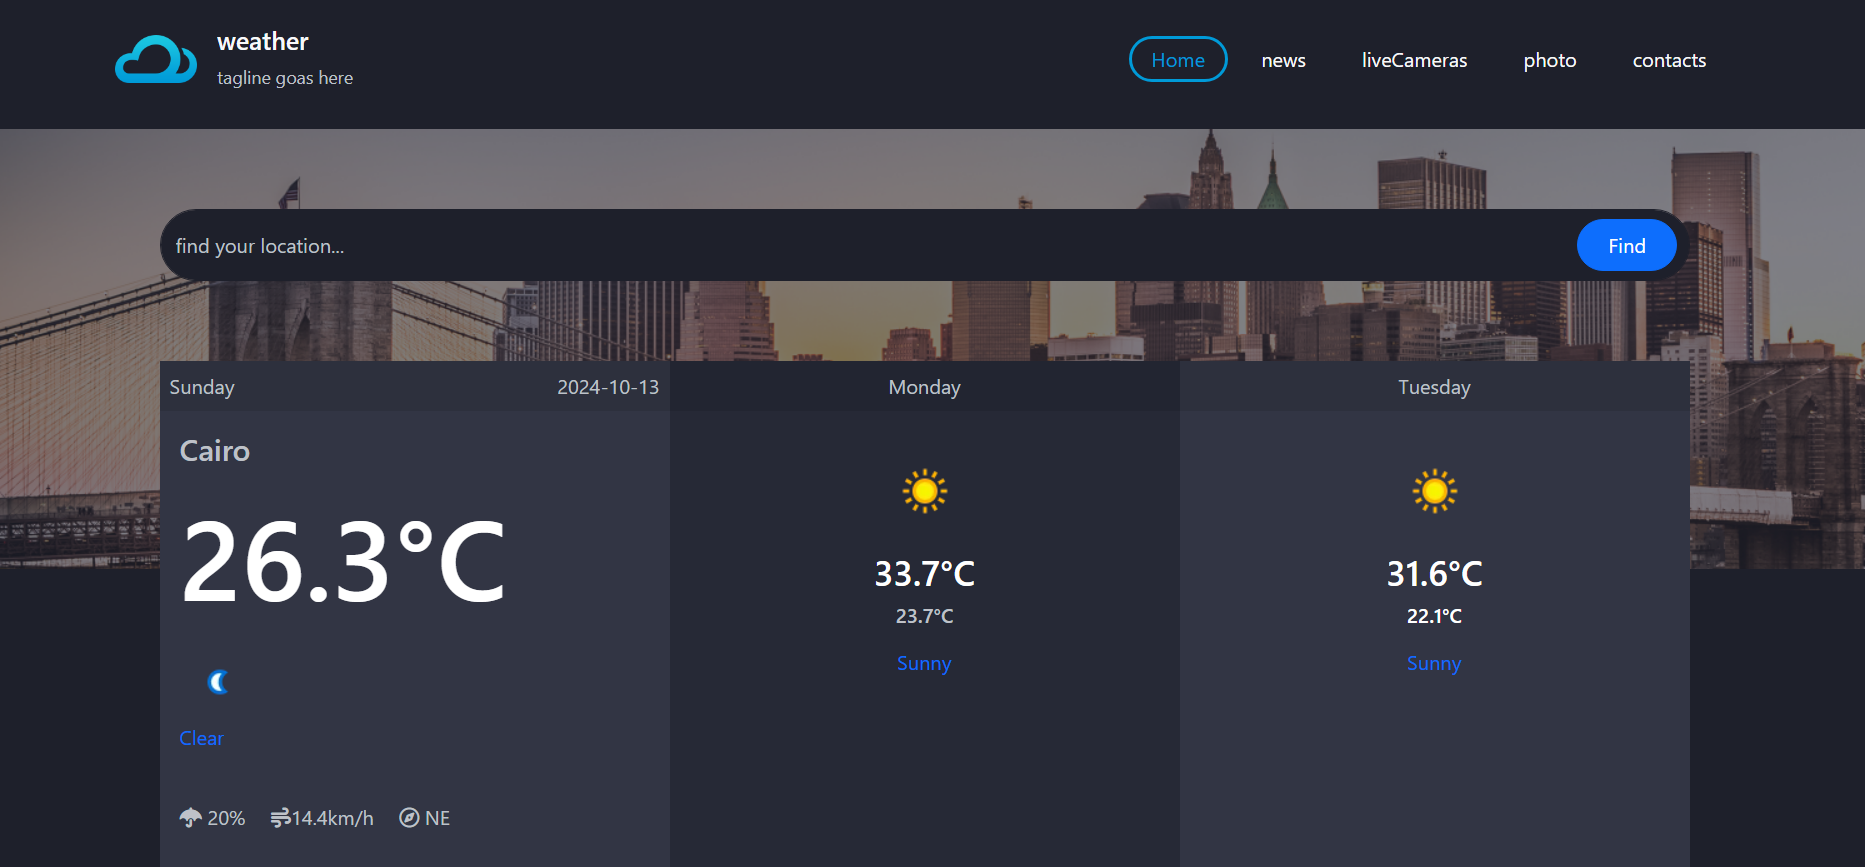 weather
tagline goas here
Home news liveCameras photo contacts
find your location...
Find
Sunday 2024-10-13
Cairo
26.3°C
Clear
20% 14.4km/h NE
Monday
33.7°C
23.7°C
Sunny
Tuesday
31.6°C
22.1°C
Sunny